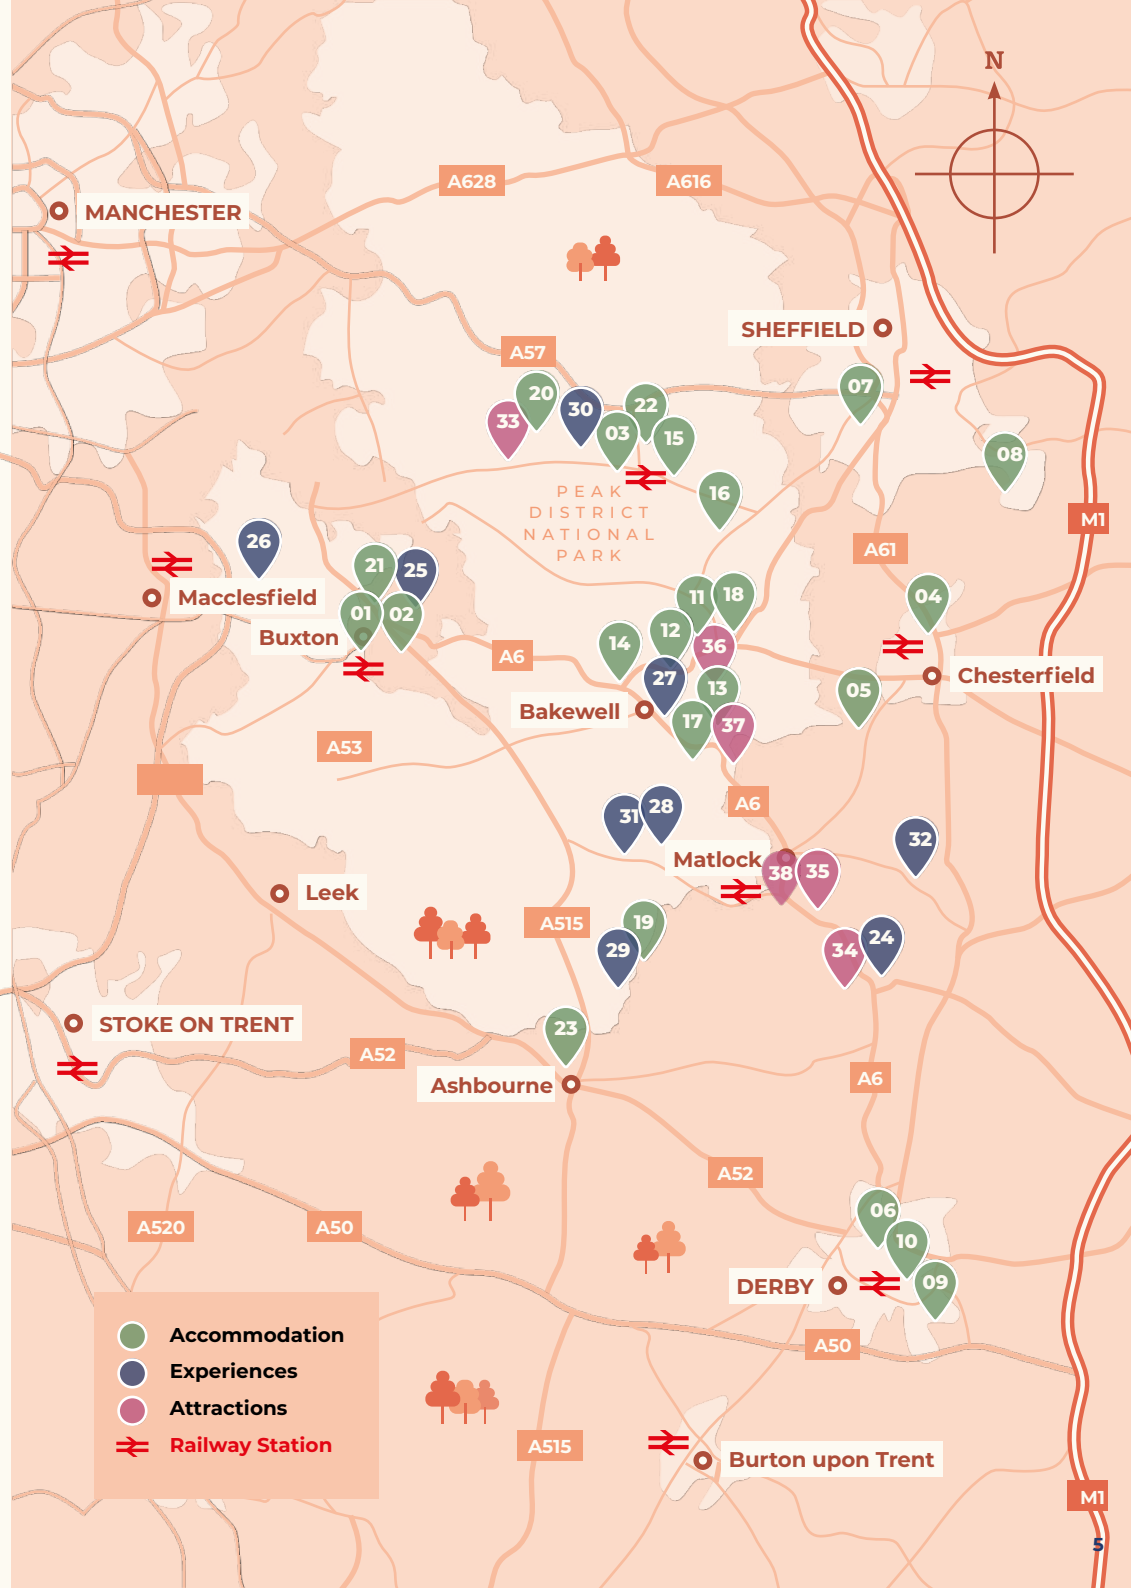 N
A628
A616
MANCHESTER
SHEFFIELD
A57
20
07
30
22
33
03
15
08
16
PEAK
DISTRICT
NATIONAL
PARK
M1
26
A61
21
25
Macclesfield
11
18
04
01
02
Buxton
12
14
36
A6
Chesterfield
27
13
05
Bakewell
17
37
A53
31
28
A6
32
Matlock
38
35
Leek
A515
19
24
29
34
STOKE ON TRENT
23
A52
A6
Ashbourne
A52
06
A520
A50
10
DERBY
09
A50
Accommodation
Experiences
Attractions
Railway Station
A515
Burton upon Trent
M1
5